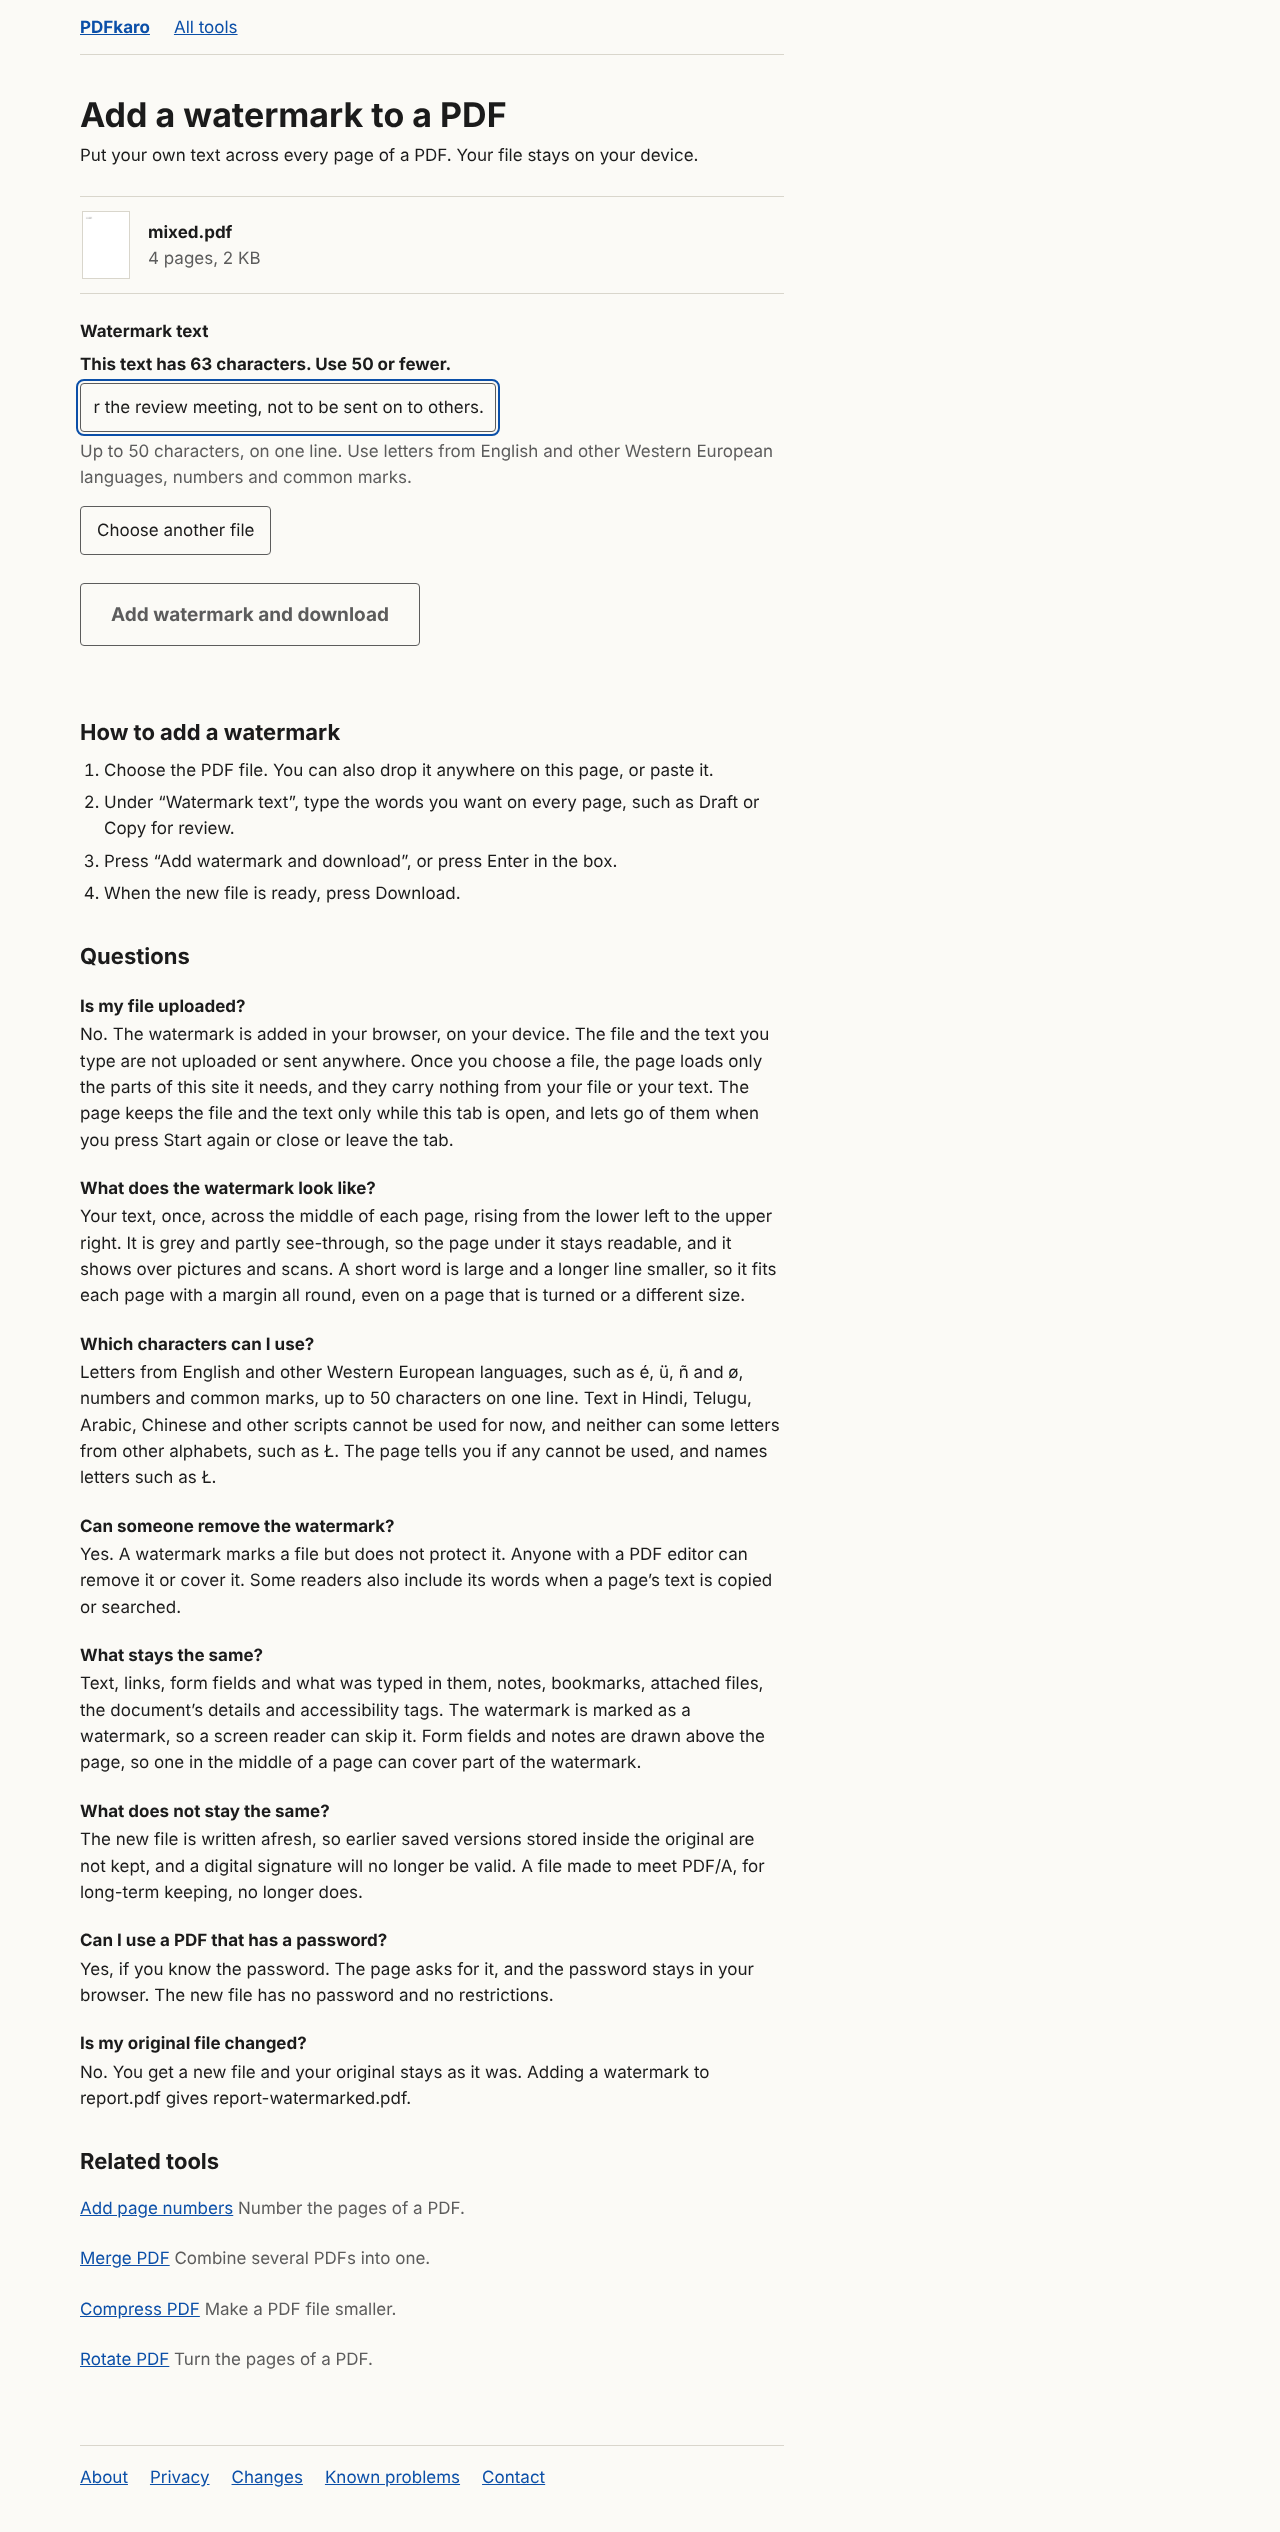 PDFkaro All tools
Add a watermark to a PDF
Put your own text across every page of a PDF. Your file stays on your device.
mixed.pdf
4 pages, 2 KB
Watermark text
This text has 63 characters. Use 50 or fewer.
r the review meeting, not to be sent on to others.
Up to 50 characters, on one line. Use letters from English and other Western European
languages, numbers and common marks.
Choose another file
Add watermark and download
How to add a watermark
1. Choose the PDF file. You can also drop it anywhere on this page, or paste it.
2. Under “Watermark text”, type the words you want on every page, such as Draft or
Copy for review.
3. Press “Add watermark and download”, or press Enter in the box.
4. When the new file is ready, press Download.
Questions
Is my file uploaded?
No. The watermark is added in your browser, on your device. The file and the text you
type are not uploaded or sent anywhere. Once you choose a file, the page loads only
the parts of this site it needs, and they carry nothing from your file or your text. The
page keeps the file and the text only while this tab is open, and lets go of them when
you press Start again or close or leave the tab.
What does the watermark look like?
Your text, once, across the middle of each page, rising from the lower left to the upper
right. It is grey and partly see-through, so the page under it stays readable, and it
shows over pictures and scans. A short word is large and a longer line smaller, so it fits
each page with a margin all round, even on a page that is turned or a different size.
Which characters can I use?
Letters from English and other Western European languages, such as é, ü, ñ and ø,
numbers and common marks, up to 50 characters on one line. Text in Hindi, Telugu,
Arabic, Chinese and other scripts cannot be used for now, and neither can some letters
from other alphabets, such as Ł. The page tells you if any cannot be used, and names
letters such as Ł.
Can someone remove the watermark?
Yes. A watermark marks a file but does not protect it. Anyone with a PDF editor can
remove it or cover it. Some readers also include its words when a page’s text is copied
or searched.
What stays the same?
Text, links, form fields and what was typed in them, notes, bookmarks, attached files,
the document’s details and accessibility tags. The watermark is marked as a
watermark, so a screen reader can skip it. Form fields and notes are drawn above the
page, so one in the middle of a page can cover part of the watermark.
What does not stay the same?
The new file is written afresh, so earlier saved versions stored inside the original are
not kept, and a digital signature will no longer be valid. A file made to meet PDF/A, for
long-term keeping, no longer does.
Can I use a PDF that has a password?
Yes, if you know the password. The page asks for it, and the password stays in your
browser. The new file has no password and no restrictions.
Is my original file changed?
No. You get a new file and your original stays as it was. Adding a watermark to
report.pdf gives report-watermarked.pdf.
Related tools
Add page numbers Number the pages of a PDF.
Merge PDF Combine several PDFs into one.
Compress PDF Make a PDF file smaller.
Rotate PDF Turn the pages of a PDF.
About Privacy Changes Known problems Contact